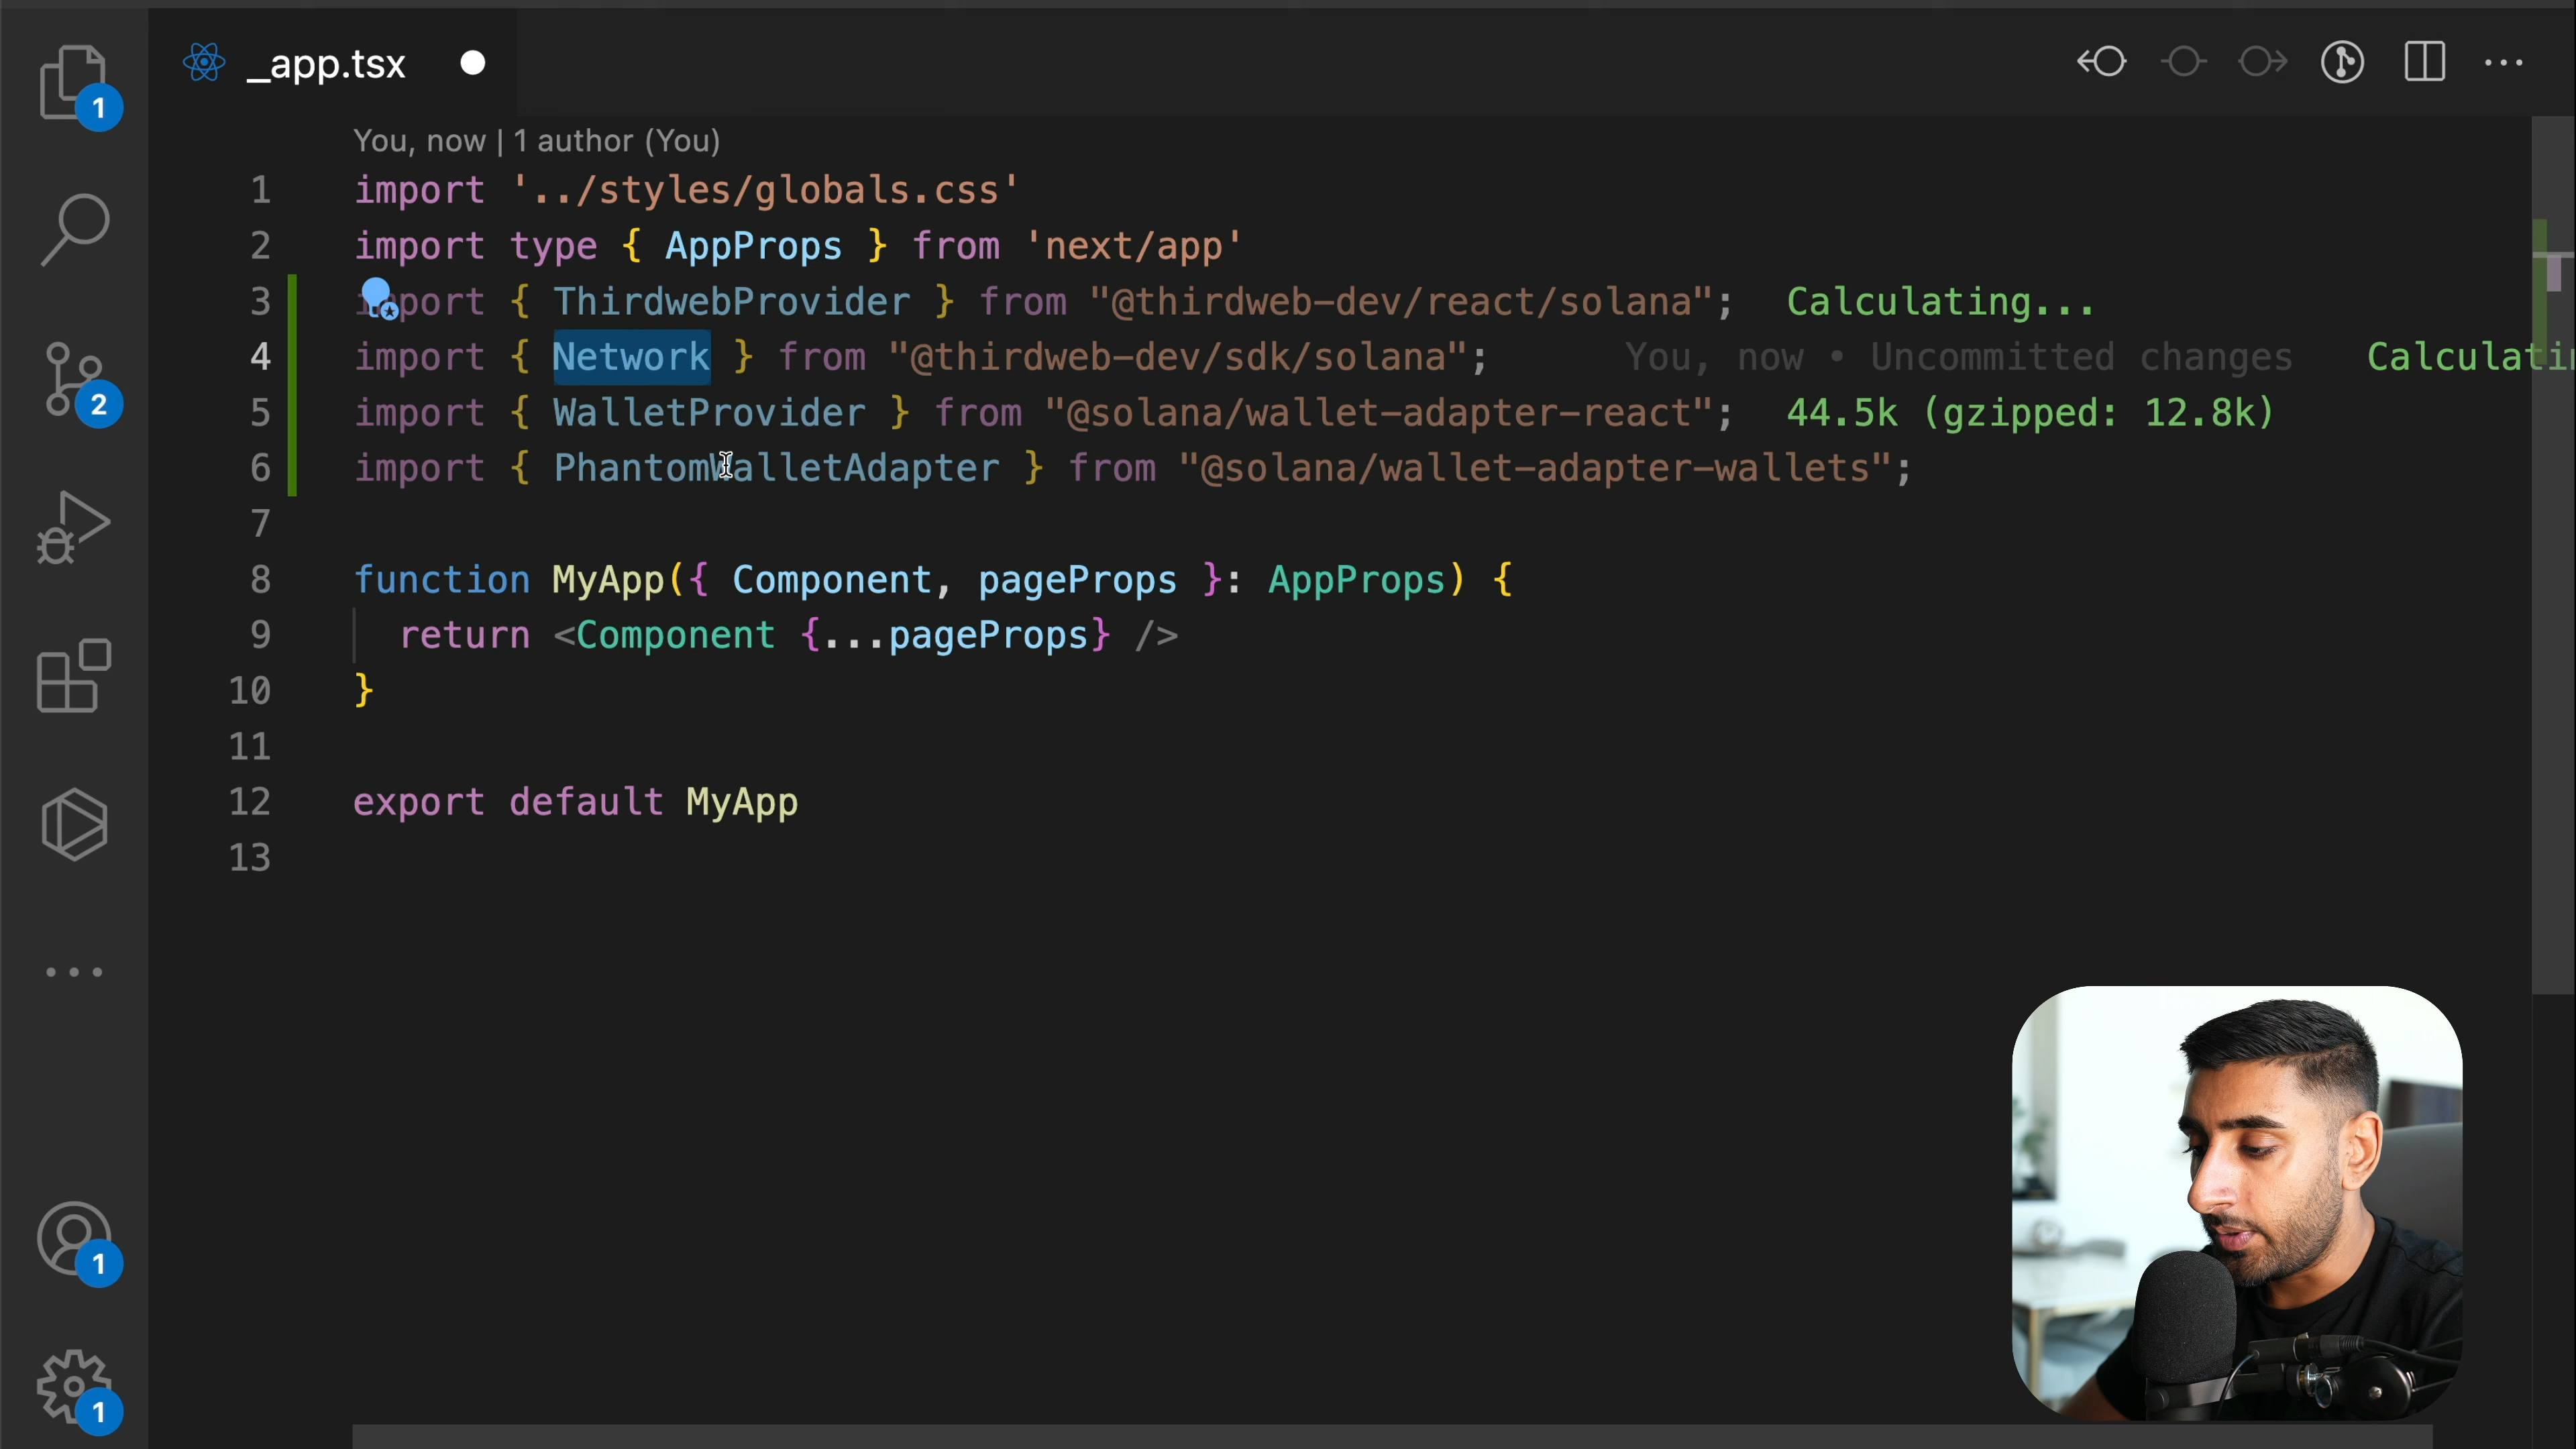 _app.tsx
You, now | 1 author (You)
1 import '../styles/globals.css'
2 import type { AppProps } from 'next/app'
3 import { ThirdwebProvider } from "@thirdweb-dev/react/solana"; Calculating...
4 import { Network } from "@thirdweb-dev/sdk/solana"; You, now • Uncommitted changes
5 import { WalletProvider } from "@solana/wallet-adapter-react"; 44.5k (gzipped: 12.8k)
6 import { PhantomWalletAdapter } from "@solana/wallet-adapter-wallets";
7
8 function MyApp({ Component, pageProps }: AppProps) {
9 return <Component {...pageProps} />
10 }
11
12 export default MyApp
13
1
2
1
1